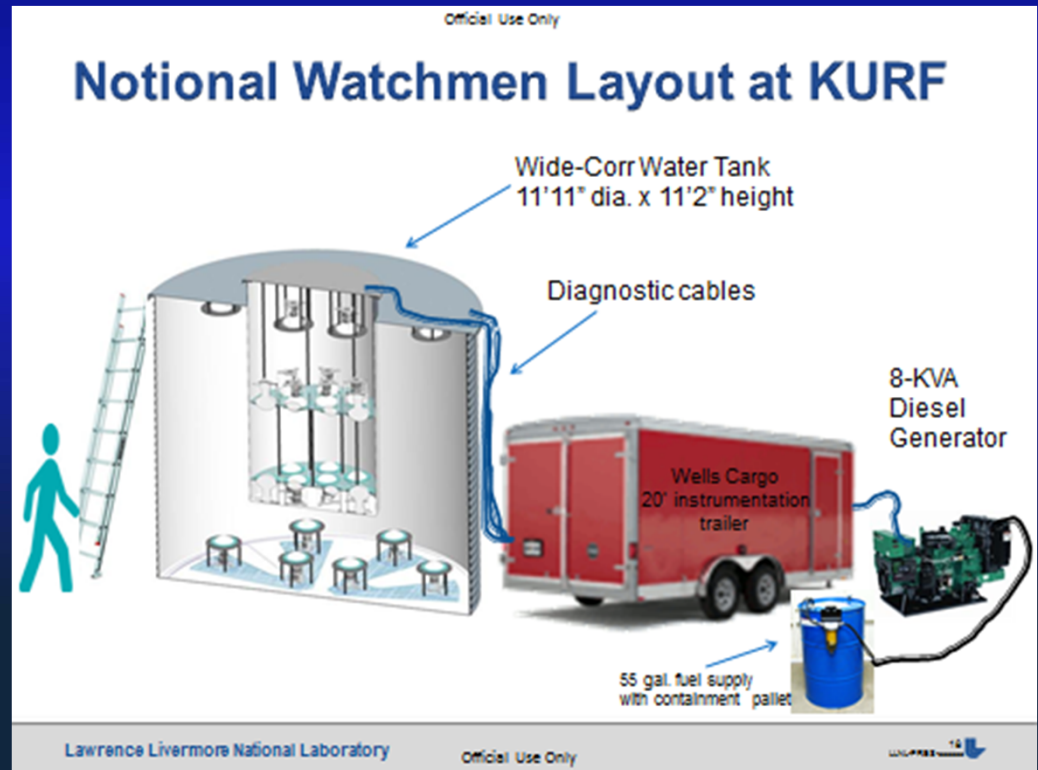 Official Use Only
Notional Watchmen Layout at KURF
Wide-Corr Water Tank
11'11" dia. x 11'2" height
Diagnostic cables
8-KVA
Diesel
Generator
Wells Cargo
20' instrumentation
trailer
55 gal. fuel supply
with containment pallet
Lawrence Livermore National Laboratory
Official Use Only